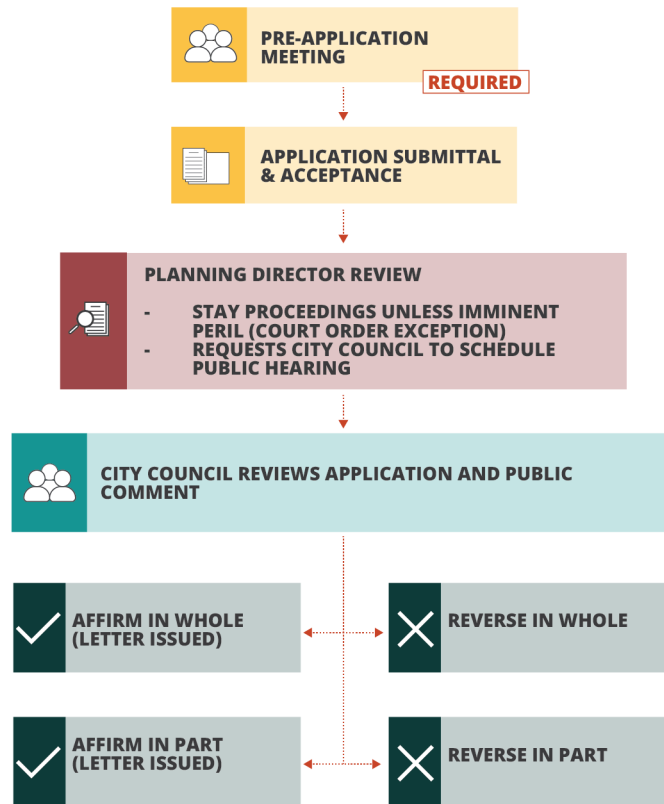 PRE-APPLICATION
MEETING
REQUIRED
APPLICATION SUBMITTAL
& ACCEPTANCE
PLANNING DIRECTOR REVIEW
- STAY PROCEEDINGS UNLESS IMMINENT
PERIL (COURT ORDER EXCEPTION)
- REQUESTS CITY COUNCIL TO SCHEDULE
PUBLIC HEARING
CITY COUNCIL REVIEWS APPLICATION AND PUBLIC
COMMENT
AFFIRM IN WHOLE
(LETTER ISSUED)
REVERSE IN WHOLE
AFFIRM IN PART
(LETTER ISSUED)
REVERSE IN PART